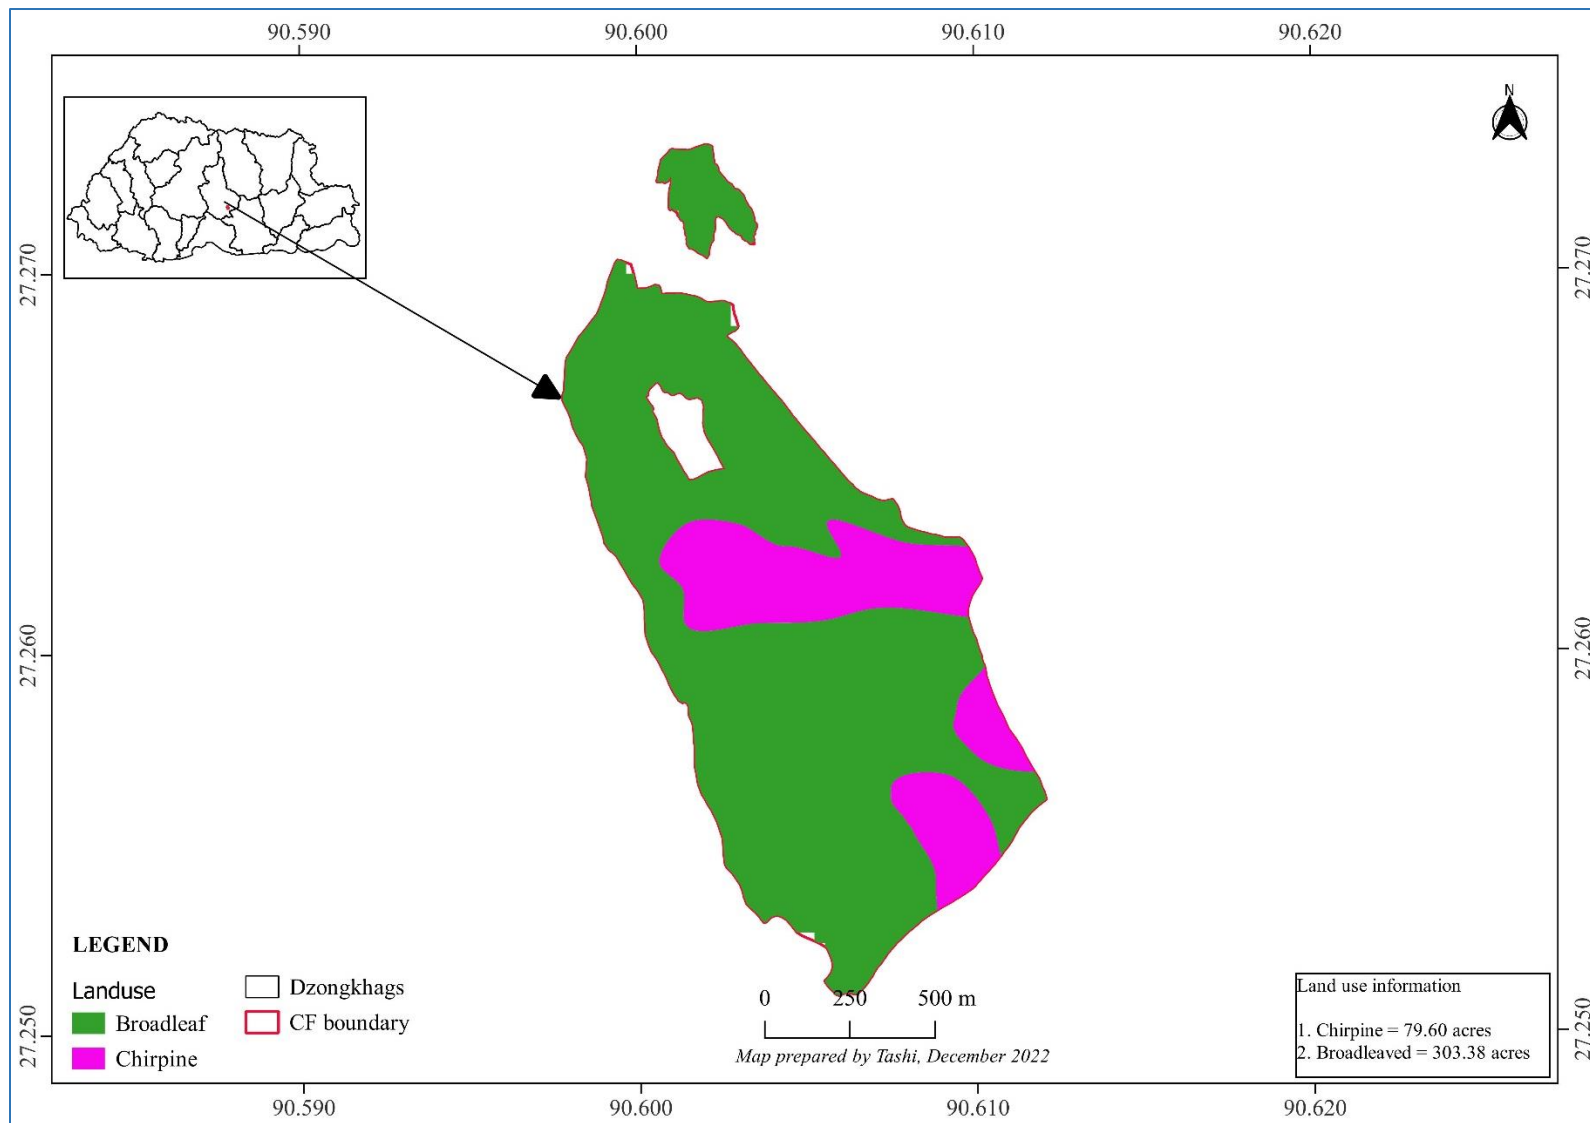 90.590 90.600 90.610 90.620
N
27.270 27.270
27.260 27.260
27.250 27.250
LEGEND
Landuse
Broadleaf
Chirpine
Dzongkhags
CF boundary
0 250 500 m
Map prepared by Tashi, December 2022
Land use information
1. Chirpine = 79.60 acres
2. Broadleaved = 303.38 acres
90.590 90.600 90.610 90.620